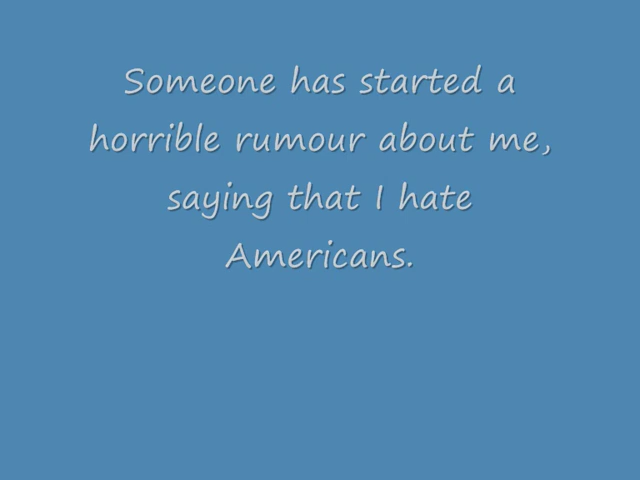 Someone has started a
horrible rumour about me,
saying that I hate
Americans.